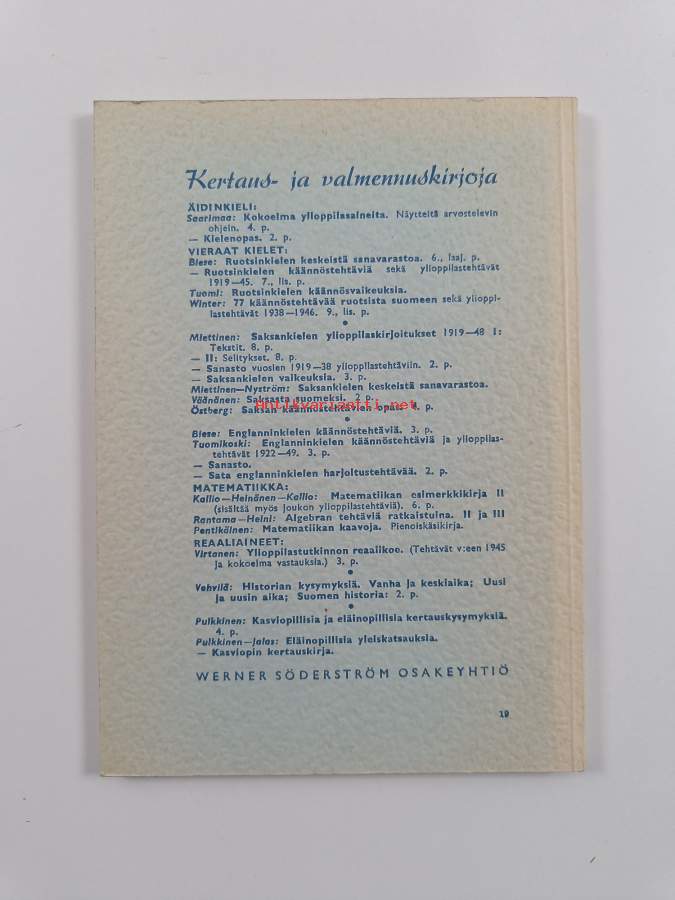 Kertaus- ja valmennuskirjoja
ÄIDINKIELI:
Saarimaa: Kokoelma ylioppilasaineita. Näytteitä arvostelevin
ohjein. 4. p.
— Kielenopas. 2. p.
VIERAAT KIELET:
Biese: Ruotsinkielen keskeistä sanavarastoa. 6., laaj. p.
— Ruotsinkielen käännöstehtäviä sekä ylioppilastehtävät
1919—45. 7., lis. p.
Tuomi: Ruotsinkielen käännösvaikeuksia.
Winter: 77 käännöstehtävää ruotsista suomeen sekä ylioppi-
lastehtävät 1938—1946. 9., lis. p.
•
Miettinen: Saksankielen ylioppilaskirjoitukset 1919—48 I:
Tekstit. 8. p.
— II: Selitykset. 8. p.
— Sanasto vuosien 1919—38 ylioppilastehtäviin. 2. p.
— Saksankielen vaikeuksia. 3. p.
Miettinen—Nyström: Saksankielen keskeistä sanavarastoa.
Väänänen: Saksasta suomeksi. 2 p.
Antikvariaatti.net
Östberg: Saksan käännöstehtävien opas. 4. p.
•
Biese: Englanninkielen käännöstehtäviä. 3. p.
Tuomikoski: Englanninkielen käännöstehtäviä ja ylioppilas-
tehtävät 1922—49. 3. p.
— Sanasto.
— Sata englanninkielen harjoitustehtävää. 2. p.
MATEMATIIKKA:
Kallio—Heinänen—Kallio: Matematiikan esimerkkikirja II
(sisältää myös joukon ylioppilastehtäviä). 6. p.
Rantama—Heini: Algebran tehtäviä ratkaistuina. II ja III
Pentikäinen: Matematiikan kaavoja. Pienoiskäsikirja.
REAALIAINEET:
Virtanen: Ylioppilastutkinnon reaalikoe. (Tehtävät v:een 1945
ja kokoelma vastauksia.) 3. p.
•
Vehvilä: Historian kysymyksiä. Vanha ja keskiaika; Uusi
ja uusin aika; Suomen historia: 2. p.
•
Pulkkinen: Kasviopillisia ja eläinopillisia kertauskysymyksiä.
4. p.
Pulkkinen—Jalas: Eläinopillisia yleiskatsauksia.
— Kasviopin kertauskirja.
WERNER SÖDERSTRÖM OSAKEYHTIÖ
19